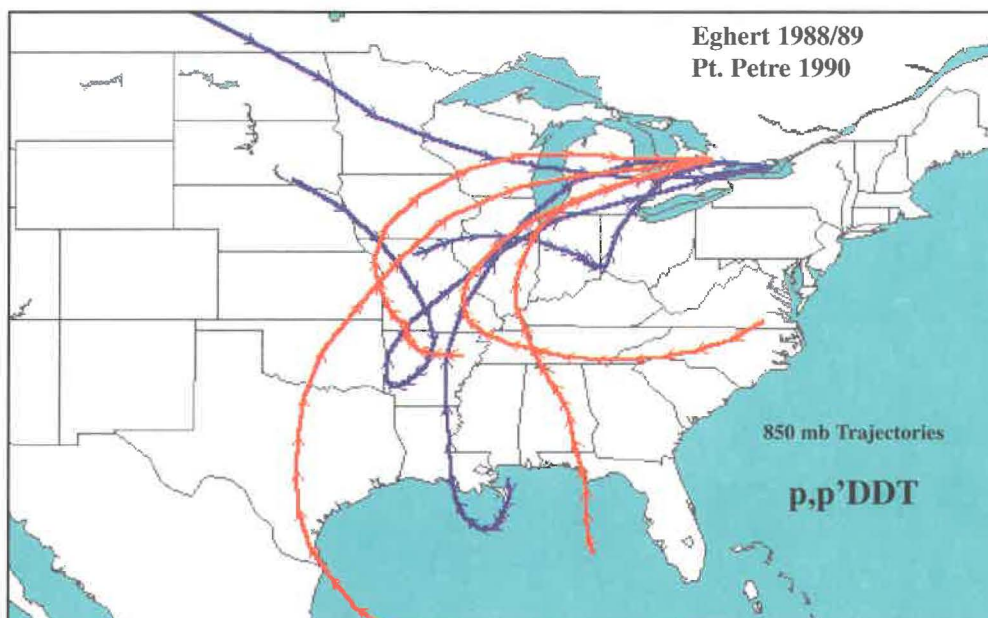 Eghert 1988/89
Pt. Petre 1990
850 mb Trajectories
p,p’DDT